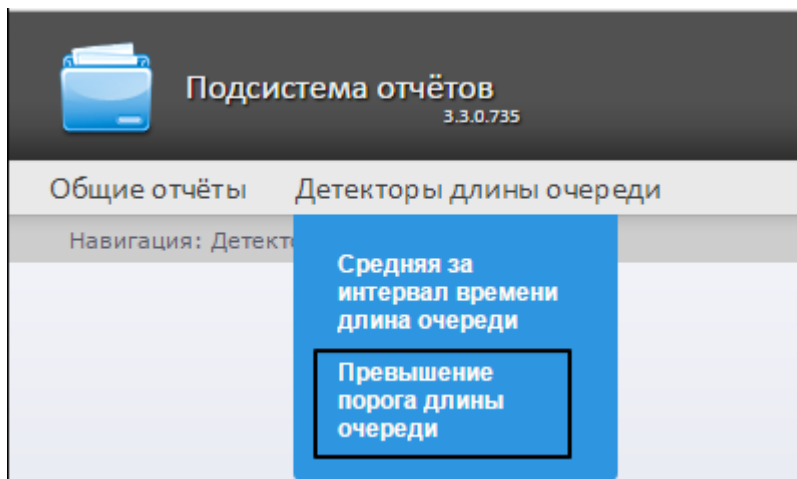 Подсистема отчётов
3.3.0.735
Общие отчёты Детекторы длины очереди
Навигация: Детект
Средняя за
интервал времени
длина очереди
Превышение
порога длины
очереди